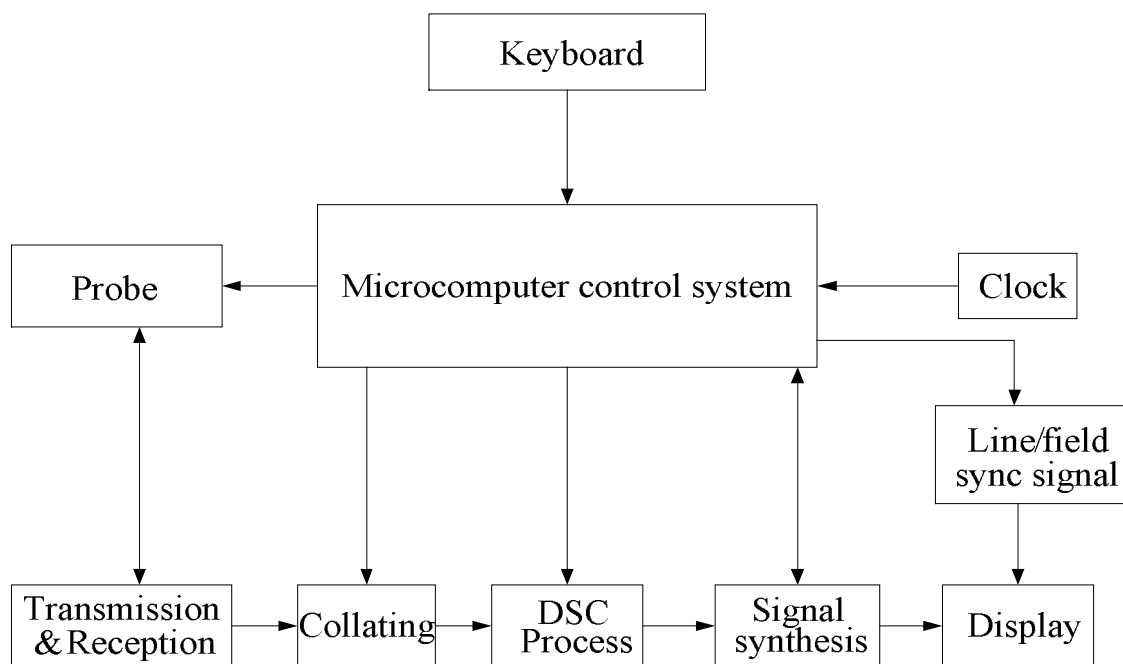 Keyboard
Probe
Microcomputer control system
Clock
Line/field
sync signal
Transmission
& Reception
Collating
DSC
Process
Signal
synthesis
Display